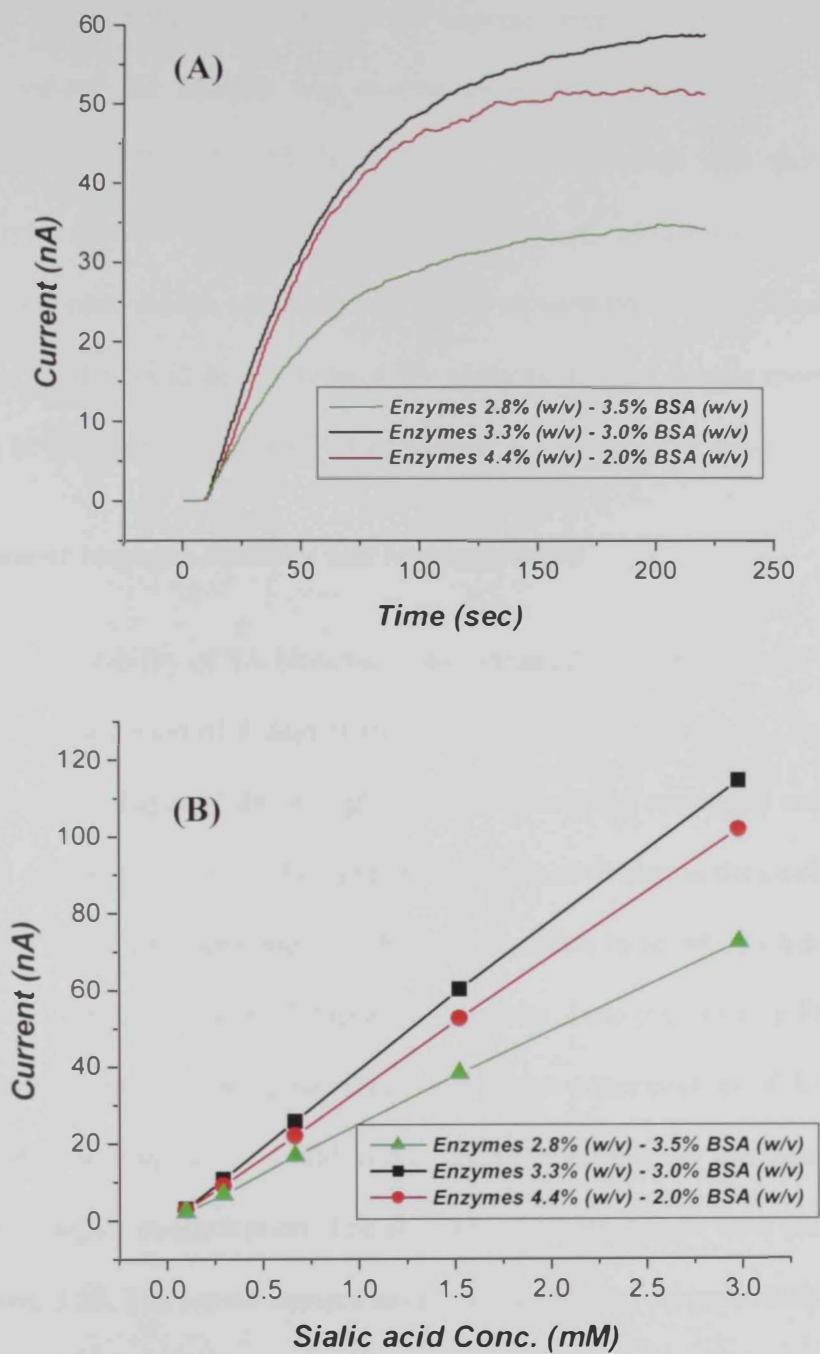 60
50
40
30
20
10
0
Current (nA)
(A)
Enzymes 2.8% (w/v) - 3.5% BSA (w/v)
Enzymes 3.3% (w/v) - 3.0% BSA (w/v)
Enzymes 4.4% (w/v) - 2.0% BSA (w/v)
0 50 100 150 200 250
Time (sec)
120
100
80
60
40
20
0
Current (nA)
(B)
Enzymes 2.8% (w/v) - 3.5% BSA (w/v)
Enzymes 3.3% (w/v) - 3.0% BSA (w/v)
Enzymes 4.4% (w/v) - 2.0% BSA (w/v)
0.0 0.5 1.0 1.5 2.0 2.5 3.0
Sialic acid Conc. (mM)